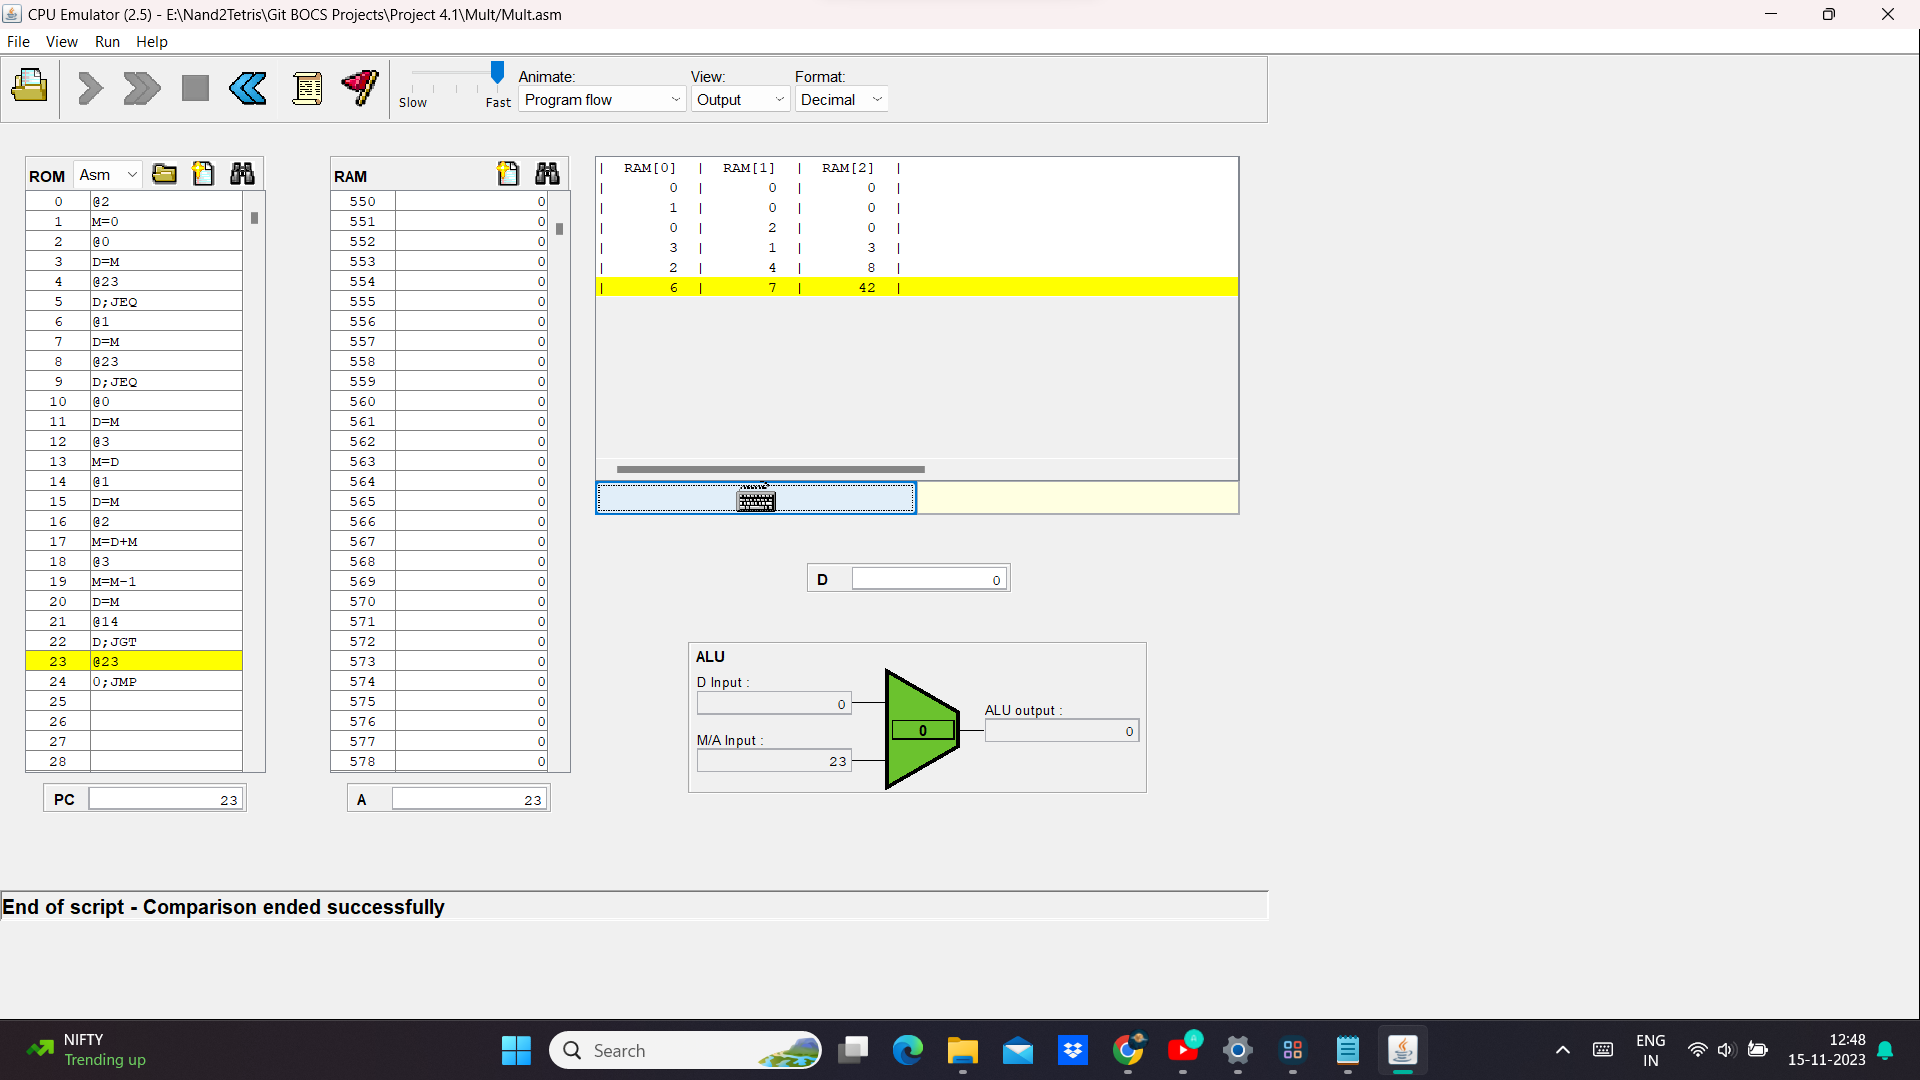 CPU Emulator (2.5) - E:\Nand2Tetris\Git BOCS Projects\Project 4.1\Mult/Mult.asm
File View Run Help
Slow Fast
Animate:
Program flow
View:
Output
Format:
Decimal
ROM Asm
0 @2
1 M=0
2 @0
3 D=M
4 @23
5 D;JEQ
6 @1
7 D=M
8 @23
9 D;JEQ
10 @0
11 D=M
12 @3
13 M=D
14 @1
15 D=M
16 @2
17 M=D+M
18 @3
19 M=M-1
20 D=M
21 @14
22 D;JGT
23 @23
24 0;JMP
25
26
27
28
PC 23
RAM
550 0
551 0
552 0
553 0
554 0
555 0
556 0
557 0
558 0
559 0
560 0
561 0
562 0
563 0
564 0
565 0
566 0
567 0
568 0
569 0
570 0
571 0
572 0
573 0
574 0
575 0
576 0
577 0
578 0
A 23
| RAM[0] | RAM[1] | RAM[2] |
| 0 | 0 | 0 |
| 1 | 0 | 0 |
| 0 | 2 | 0 |
| 3 | 1 | 3 |
| 2 | 4 | 8 |
| 6 | 7 | 42 |
D 0
ALU
D Input :
0
M/A Input :
23
0
ALU output :
0
End of script - Comparison ended successfully
NIFTY
Trending up
Search
A
ENG
IN
12:48
15-11-2023